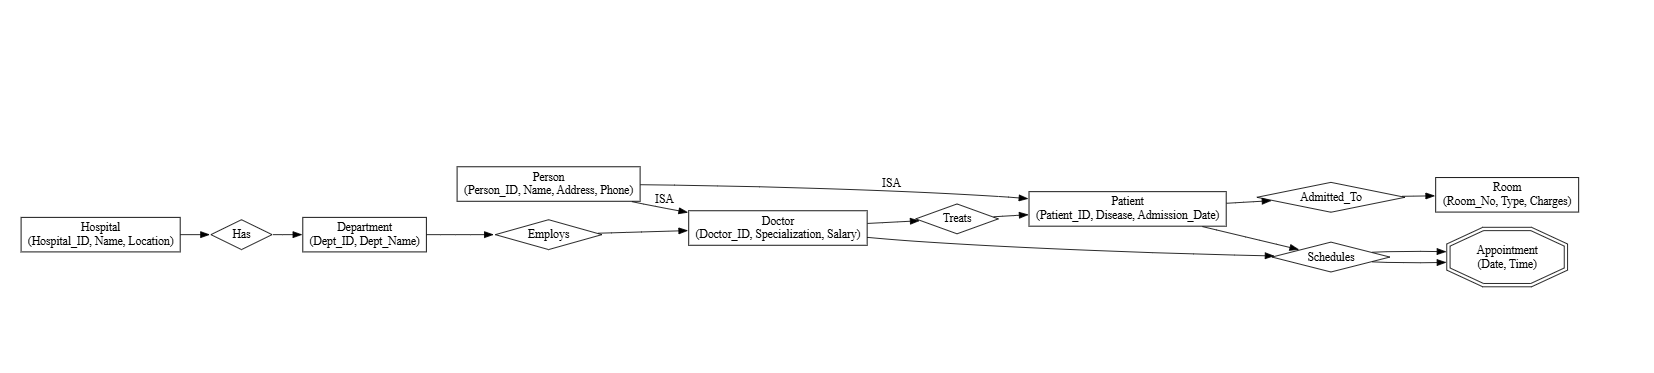 Person
(Person_ID, Name, Address, Phone)
ISA
ISA
Hospital
(Hospital_ID, Name, Location)
Has
Department
(Dept_ID, Dept_Name)
Employs
Doctor
(Doctor_ID, Specialization, Salary)
Treats
Patient
(Patient_ID, Disease, Admission_Date)
Admitted_To
Room
(Room_No, Type, Charges)
Schedules
Appointment
(Date, Time)